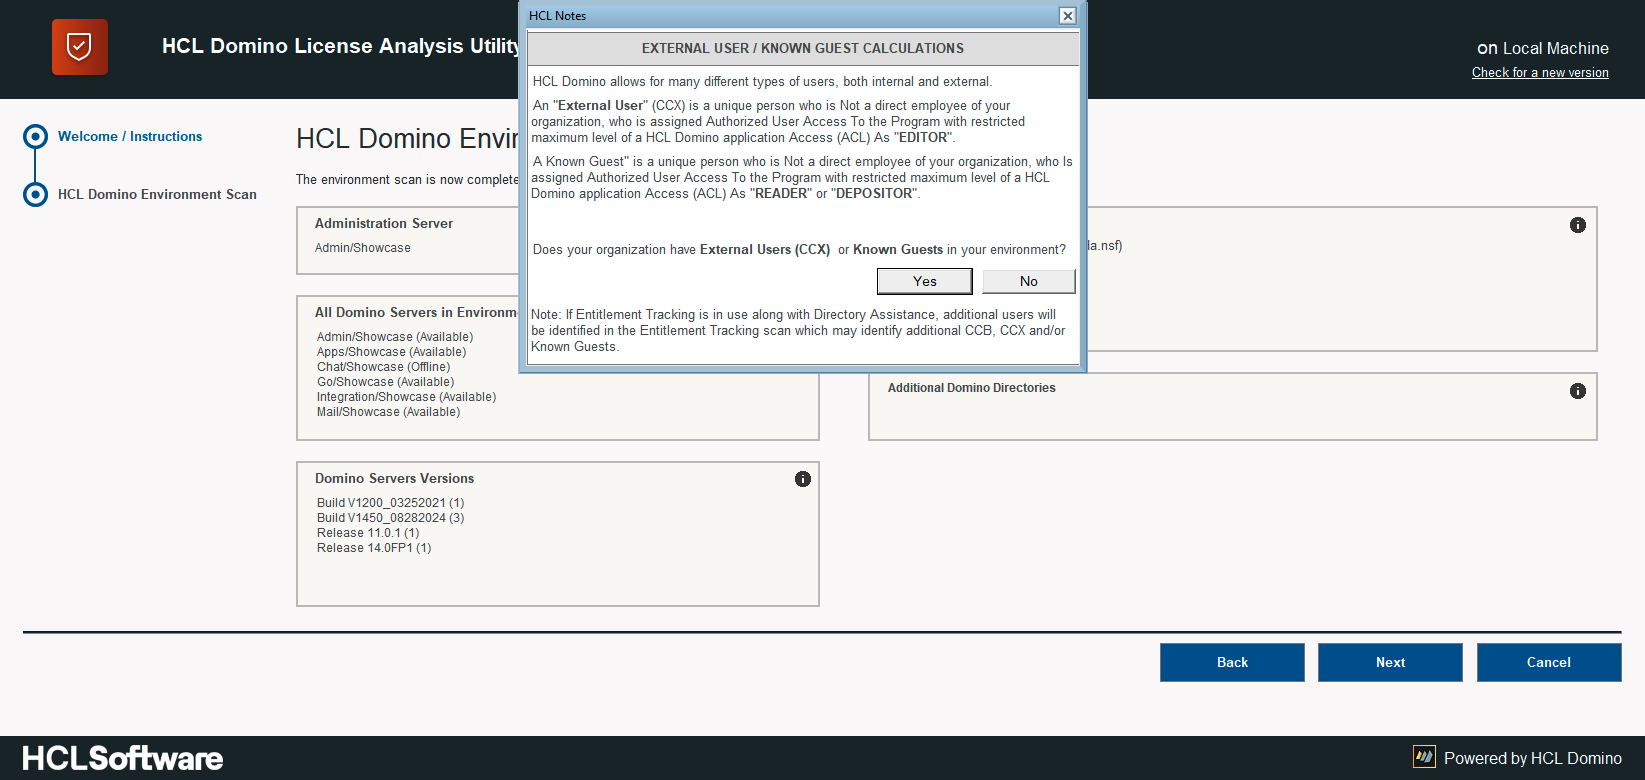 HCL Domino License Analysis Utility
on Local Machine
Check for a new version
HCL Notes
EXTERNAL USER / KNOWN GUEST CALCULATIONS
HCL Domino allows for many different types of users, both internal and external.
An "External User" (CCX) is a unique person who is Not a direct employee of your
organization, who is assigned Authorized User Access To the Program with restricted
maximum level of a HCL Domino application Access (ACL) As "EDITOR".
A Known Guest" is a unique person who is Not a direct employee of your organization, who Is
assigned Authorized User Access To the Program with restricted maximum level of a HCL
Domino application Access (ACL) As "READER" or "DEPOSITOR".
Does your organization have External Users (CCX) or Known Guests in your environment?
Yes
No
Note: If Entitlement Tracking is in use along with Directory Assistance, additional users will
be identified in the Entitlement Tracking scan which may identify additional CCB, CCX and/or
Known Guests.
Welcome / Instructions
HCL Domino Environment Scan
HCL Domino Envir
The environment scan is now complete
Administration Server
Admin/Showcase
la.nsf)
All Domino Servers in Environm
Admin/Showcase (Available)
Apps/Showcase (Available)
Chat/Showcase (Offline)
Go/Showcase (Available)
Integration/Showcase (Available)
Mail/Showcase (Available)
Additional Domino Directories
Domino Servers Versions
Build V1200_03252021 (1)
Build V1450_08282024 (3)
Release 11.0.1 (1)
Release 14.0FP1 (1)
Back
Next
Cancel
HCLSoftware
Powered by HCL Domino